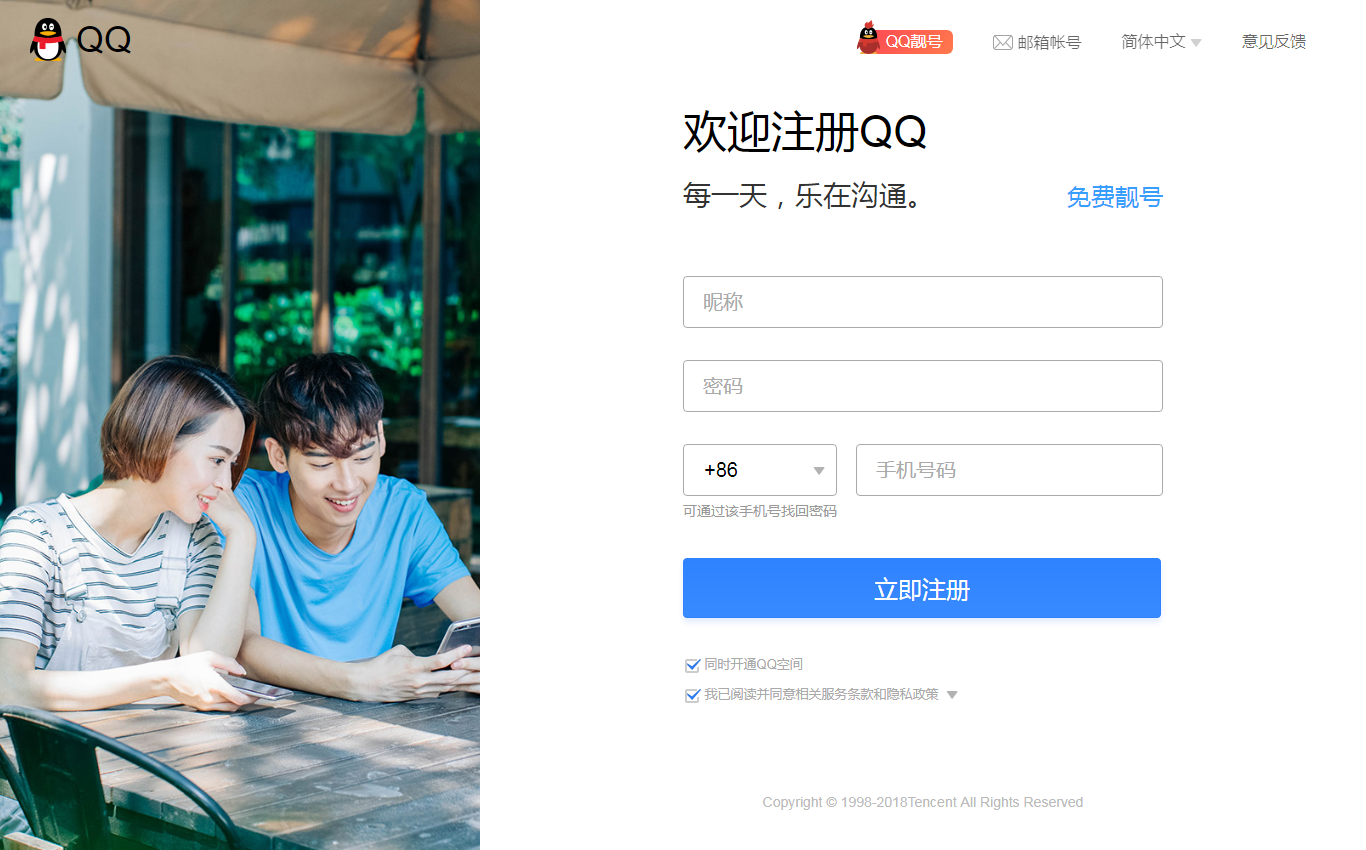 QQ
QQ靓号
邮箱帐号
简体中文
意见反馈
欢迎注册QQ
每一天，乐在沟通。
免费靓号
昵称
密码
+86
手机号码
可通过该手机号找回密码
立即注册
同时开通QQ空间
我已阅读并同意相关服务条款和隐私政策
Copyright © 1998-2018Tencent All Rights Reserved